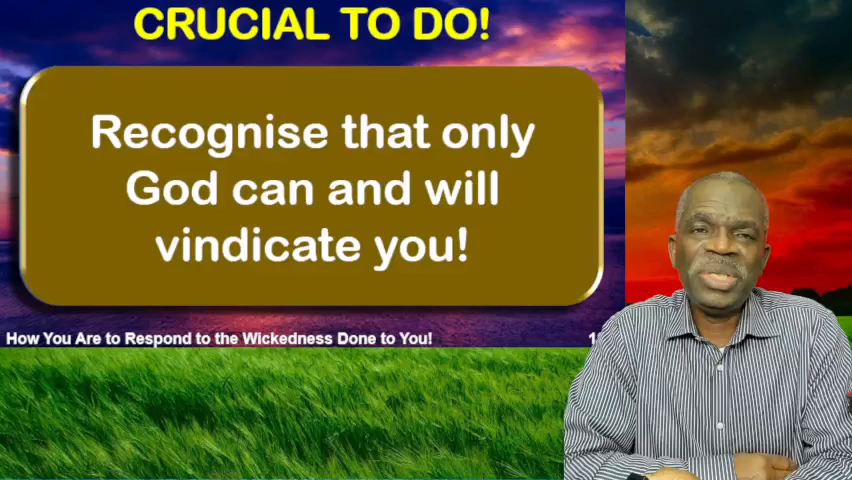 CRUCIAL TO DO!
Recognise that only
God can and will
vindicate you!
How You Are to Respond to the Wickedness Done to You!